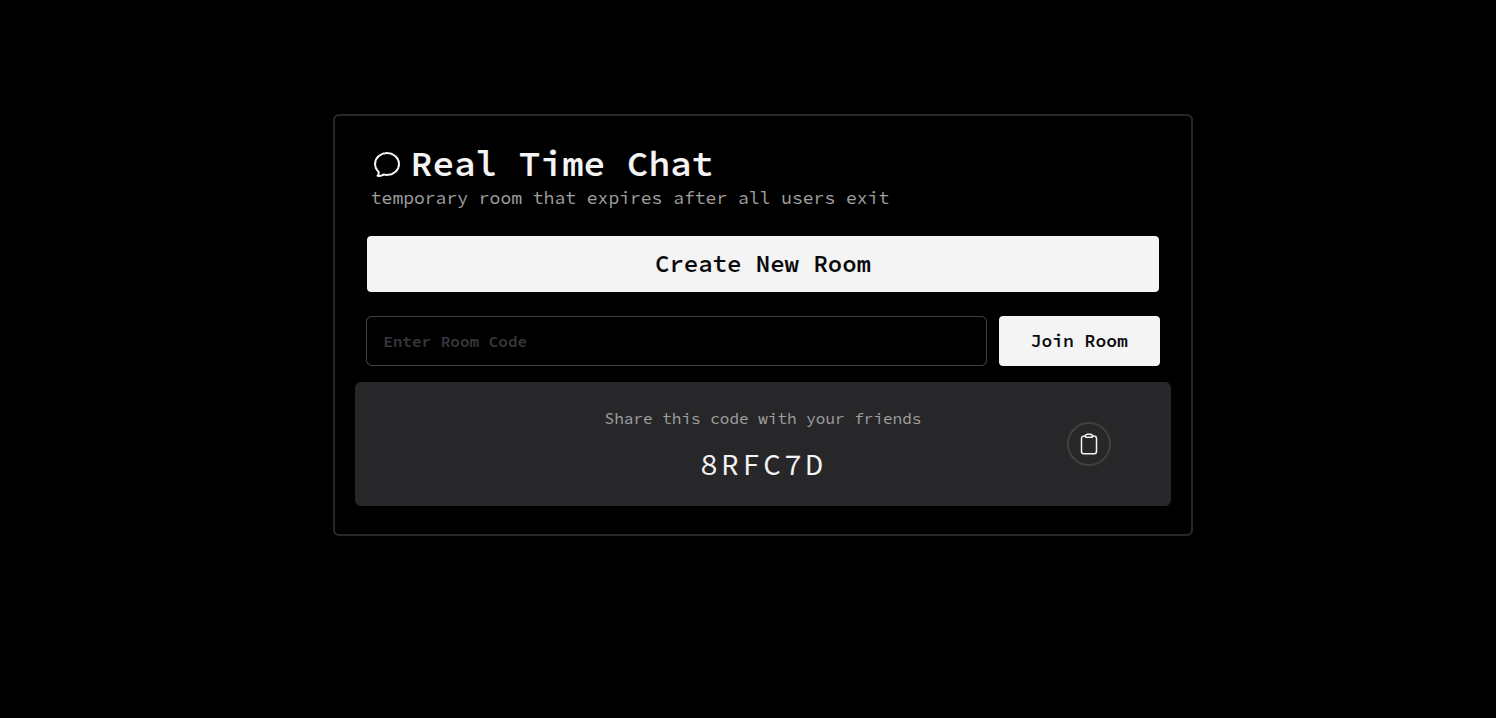 Real Time Chat
temporary room that expires after all users exit
Create New Room
Enter Room Code
Join Room
Share this code with your friends
8RFC7D